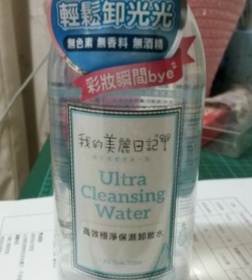 輕鬆卸光光
無色素 無香料 無酒精
彩妝瞬間bye²
我的美麗日記
Ultra
Cleansing
Water
高效極淨保濕卸妝水